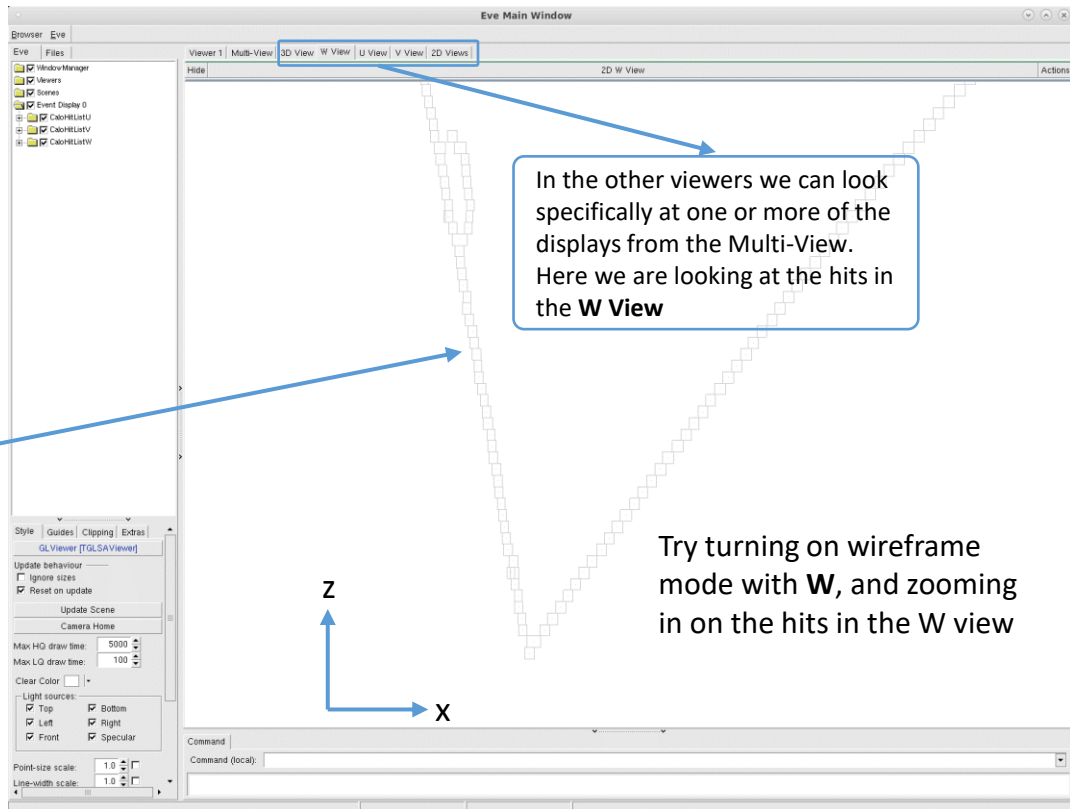 Eve Main Window
Browser Eve
Eve Files
Window Manager
Viewers
Scenes
Event Display 0
CaloHitListU
CaloHitListV
CaloHitListW
Viewer 1 Multi-View 3D View W View U View V View 2D Views
Hide 2D W View Actions
In the other viewers we can look
specifically at one or more of the
displays from the Multi-View.
Here we are looking at the hits in
the W View
Try turning on wireframe
mode with W, and zooming
in on the hits in the W view
Z
X
Style Guides Clipping Extras
GLViewer [TGLSAViewer]
Update behaviour
Ignore sizes
Reset on update
Update Scene
Camera Home
Max HQ draw time: 5000
Max LQ draw time: 100
Clear Color
Light sources:
Top Bottom
Left Right
Front Specular
Point-size scale: 1.0
Line-width scale: 1.0
Command
Command (local):